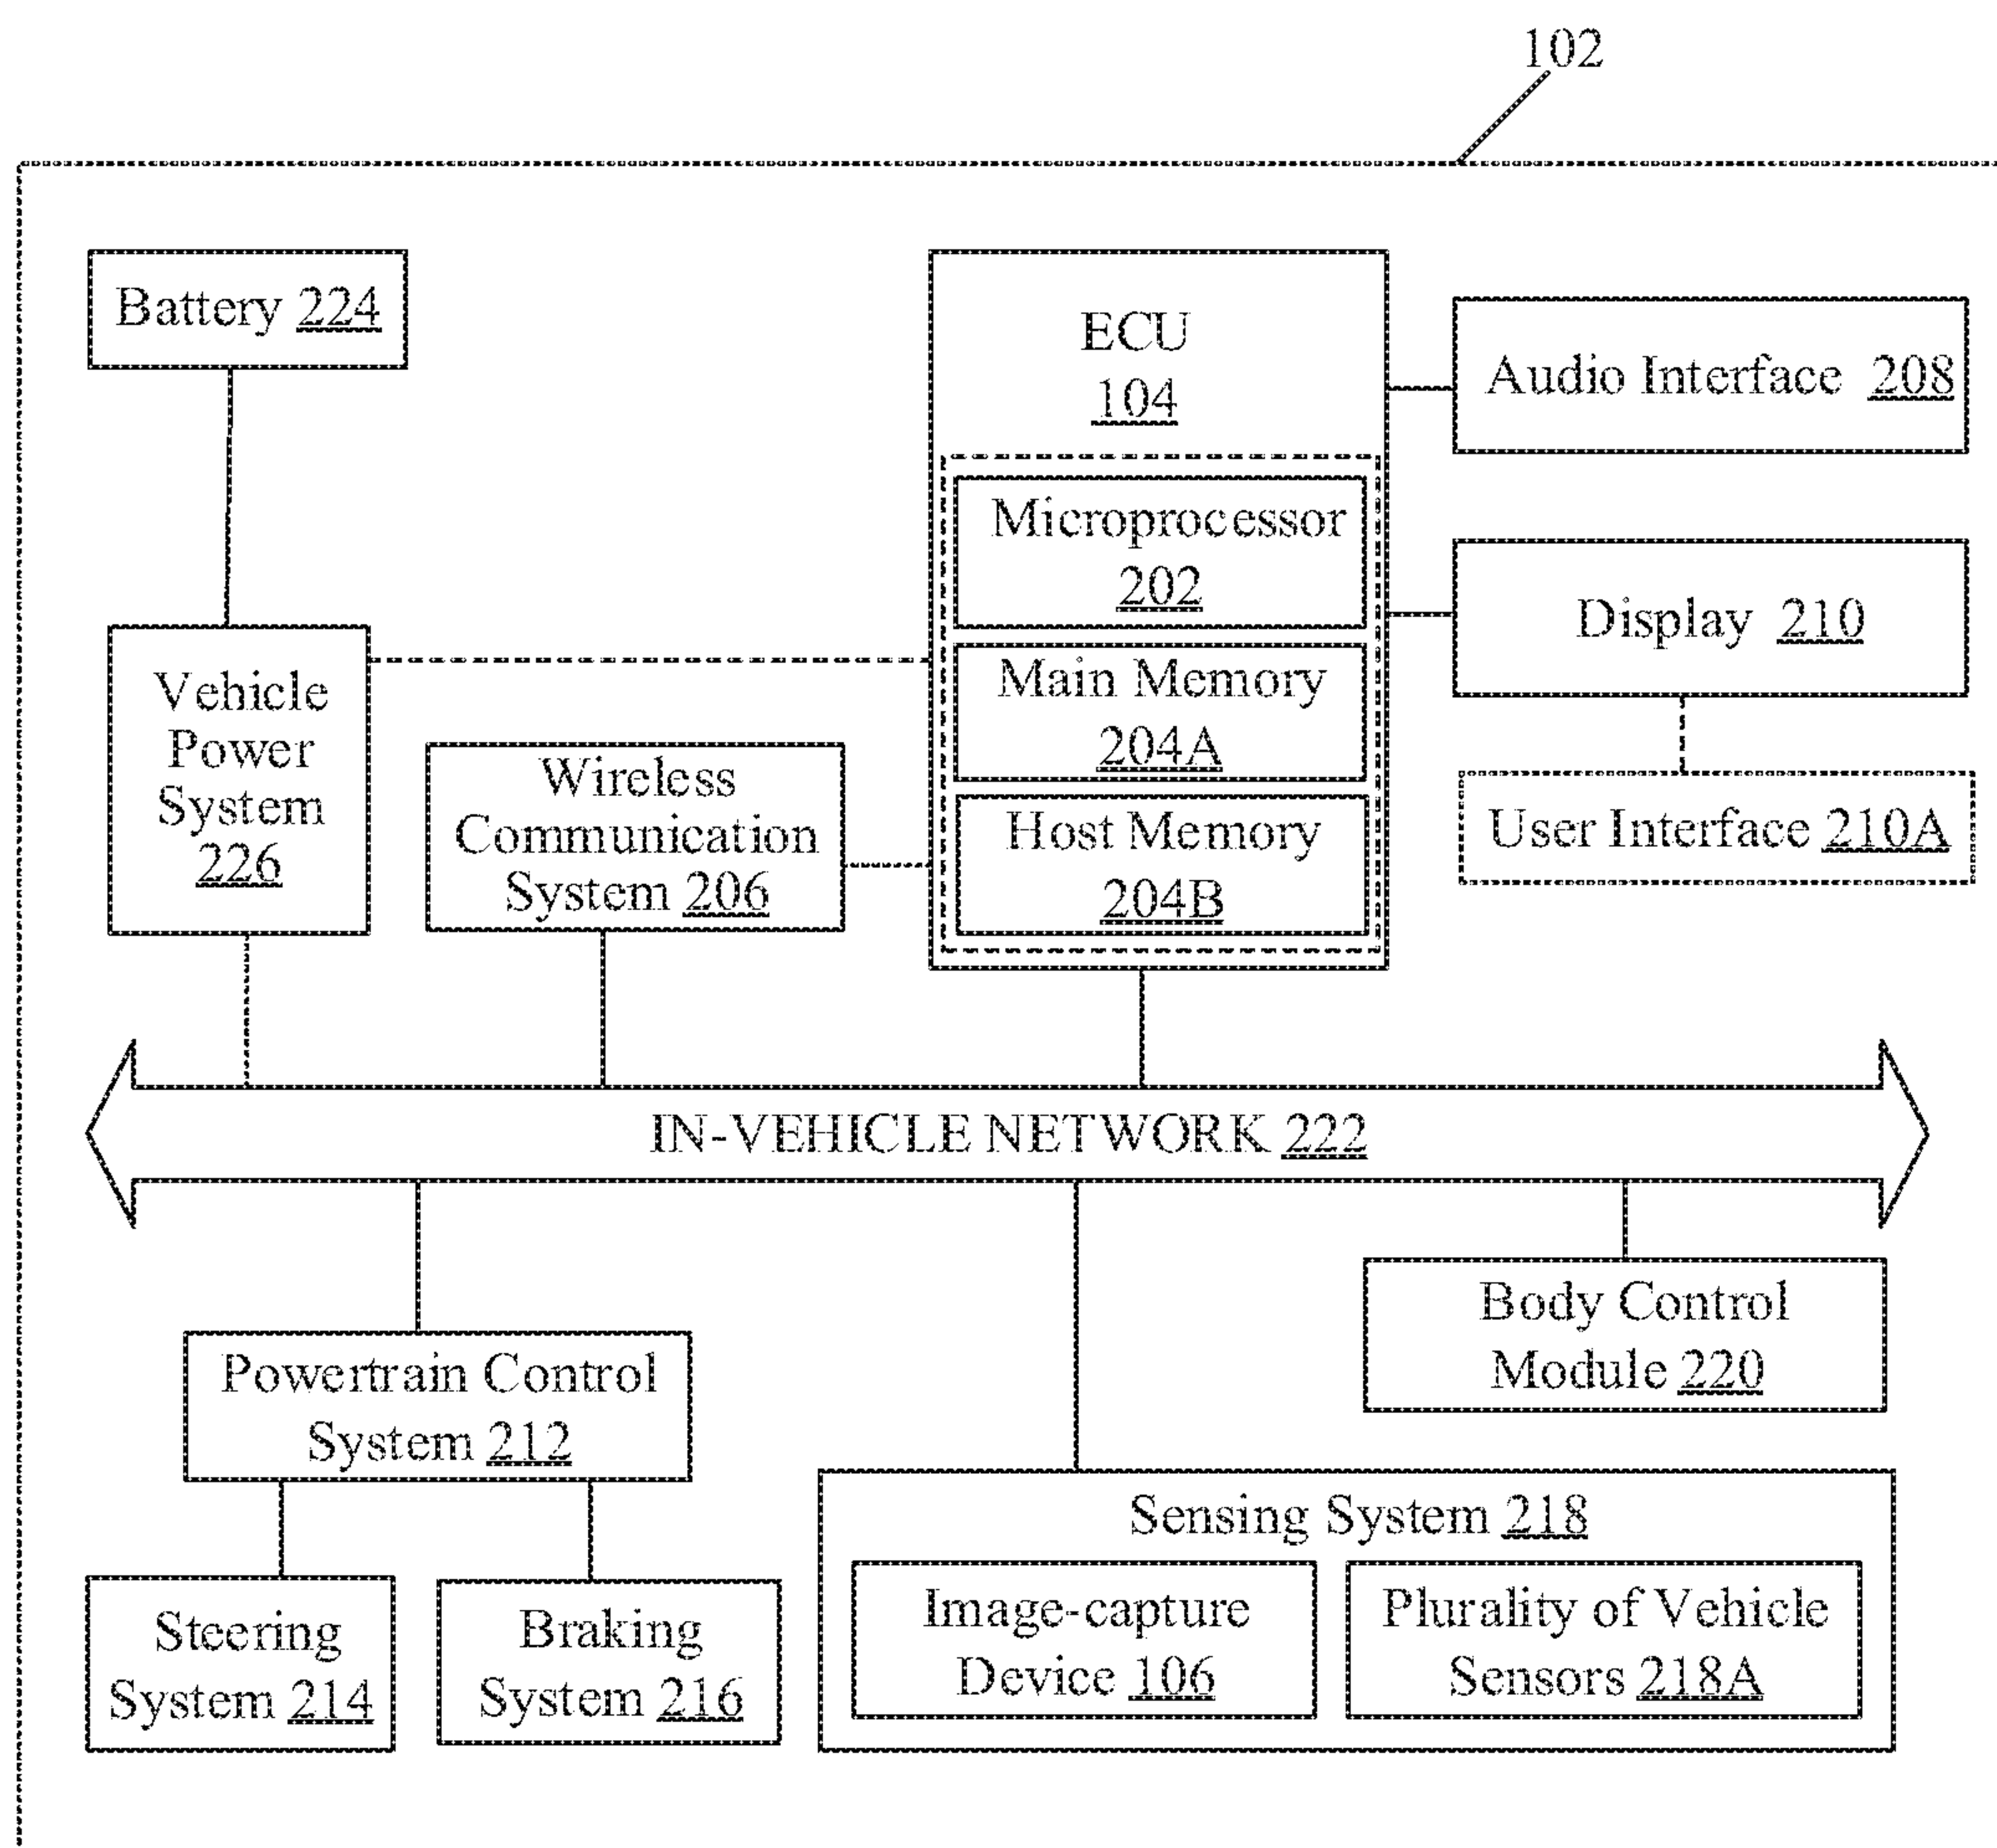 102
Battery 224
ECU
104
Audio Interface 208
Microprocessor
202
Display 210
Main Memory
204A
Vehicle
Power
System
226
Wireless
Communication
System 206
Host Memory
204B
User Interface 210A
IN-VEHICLE NETWORK 222
Body Control
Module 220
Powertrain Control
System 212
Sensing System 218
Steering
System 214
Braking
System 216
Image-capture
Device 106
Plurality of Vehicle
Sensors 218A